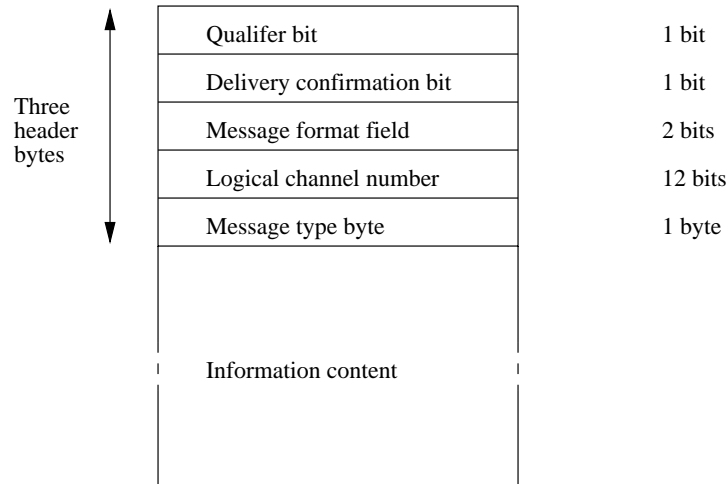 Qualifer bit 1 bit
Delivery confirmation bit 1 bit
Three
header
bytes
Message format field 2 bits
Logical channel number 12 bits
Message type byte 1 byte
Information content